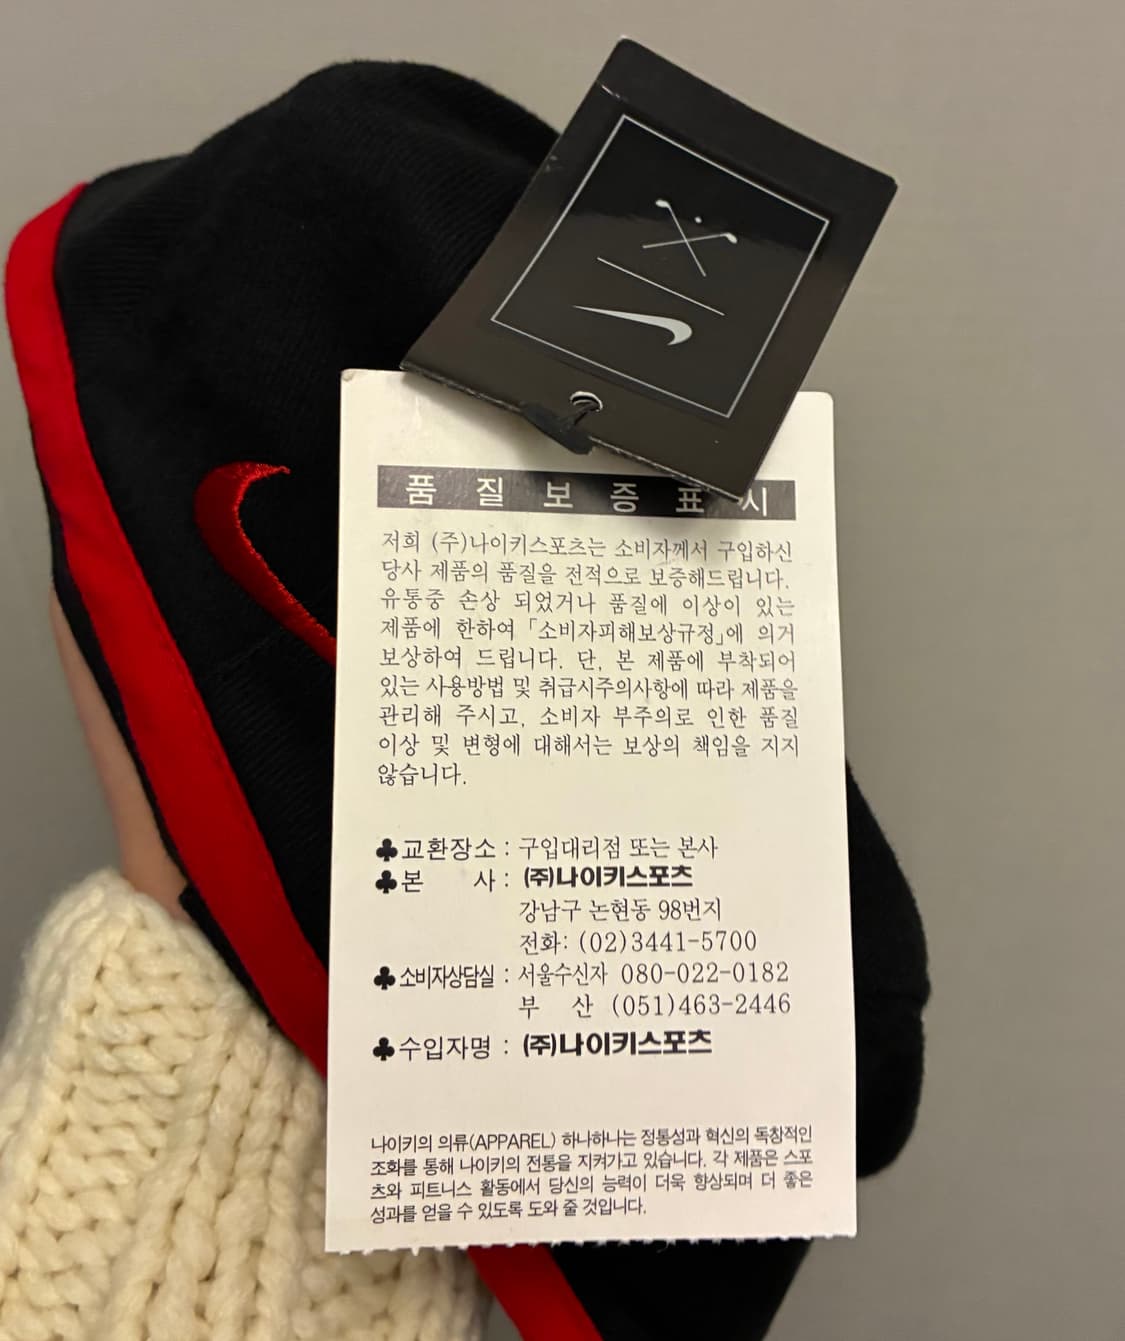 품질보증표시
저희 (주)나이키스포츠는 소비자께서 구입하신
당사 제품의 품질을 전적으로 보증해드립니다.
유통중 손상 되었거나 품질에 이상이 있는
제품에 한하여 「소비자피해보상규정」에 의거
보상하여 드립니다. 단, 본 제품에 부착되어
있는 사용방법 및 취급시주의사항에 따라 제품을
관리해 주시고, 소비자 부주의로 인한 품질
이상 및 변형에 대해서는 보상의 책임을 지지
않습니다.
♣교환장소 : 구입대리점 또는 본사
♣본 사 : (주)나이키스포츠
강남구 논현동 98번지
전화: (02)3441-5700
♣소비자상담실 : 서울수신자 080-022-0182
부 산 (051)463-2446
♣수입자명 : (주)나이키스포츠
나이키의 의류(APPAREL) 하나하나는 정통성과 혁신의 독창적인
조화를 통해 나이키의 전통을 지켜가고 있습니다. 각 제품은 스포
츠와 피트니스 활동에서 당신의 능력이 더욱 향상되며 더 좋은
성과를 얻을 수 있도록 도와 줄 것입니다.